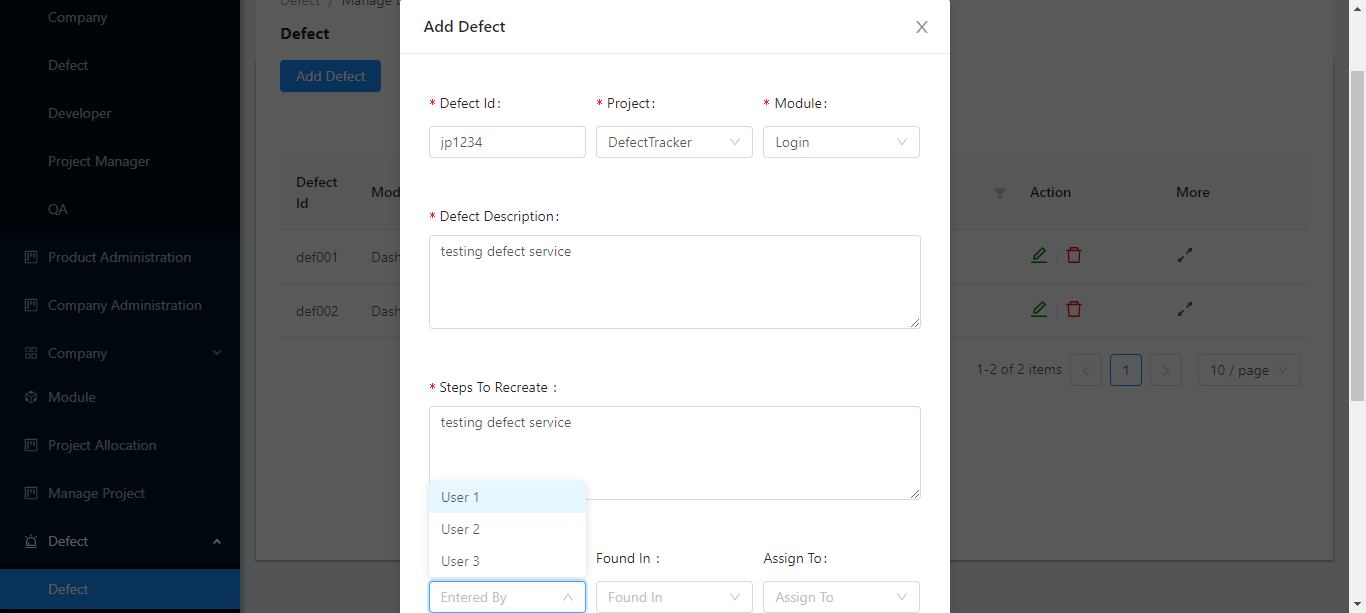 Company
Defect
Developer
Project Manager
QA
Product Administration
Company Administration
Company
Module
Project Allocation
Manage Project
Defect
Defect
Defect / Manage
Defect
Add Defect
Defect
Id
Mod
Action
More
def001
Dash
def002
Dash
1-2 of 2 items
<
1
>
10 / page
Add Defect
* Defect Id:
* Project:
* Module:
jp1234
DefectTracker
Login
* Defect Description:
testing defect service
* Steps To Recreate :
testing defect service
User 1
User 2
User 3
Found In :
Assign To:
Entered By
Found In
Assign To